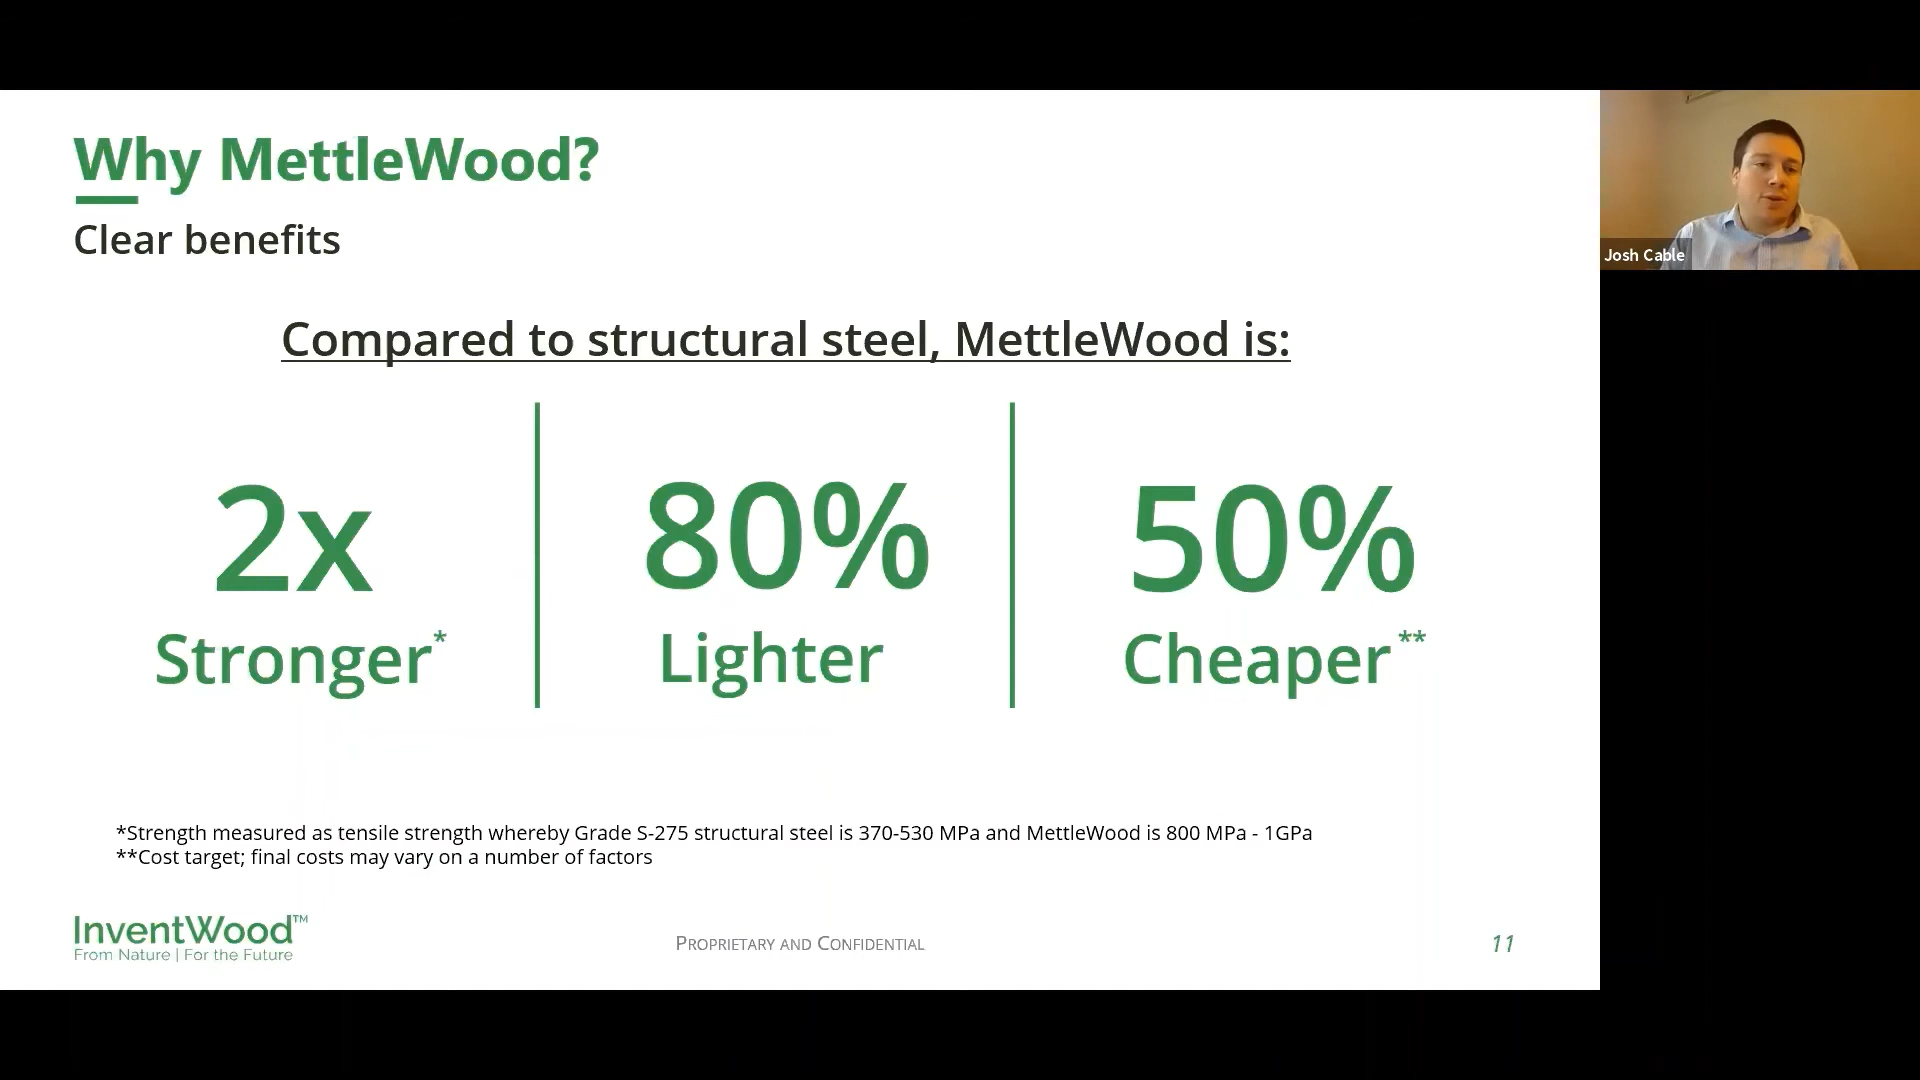 Why MettleWood?
Clear benefits
Josh Cable
Compared to structural steel, MettleWood is:
2x
Stronger*
80%
Lighter
50%
Cheaper**
*Strength measured as tensile strength whereby Grade S-275 structural steel is 370-530 MPa and MettleWood is 800 MPa - 1GPa
**Cost target; final costs may vary on a number of factors
InventWood™
From Nature | For the Future
Proprietary and Confidential
11